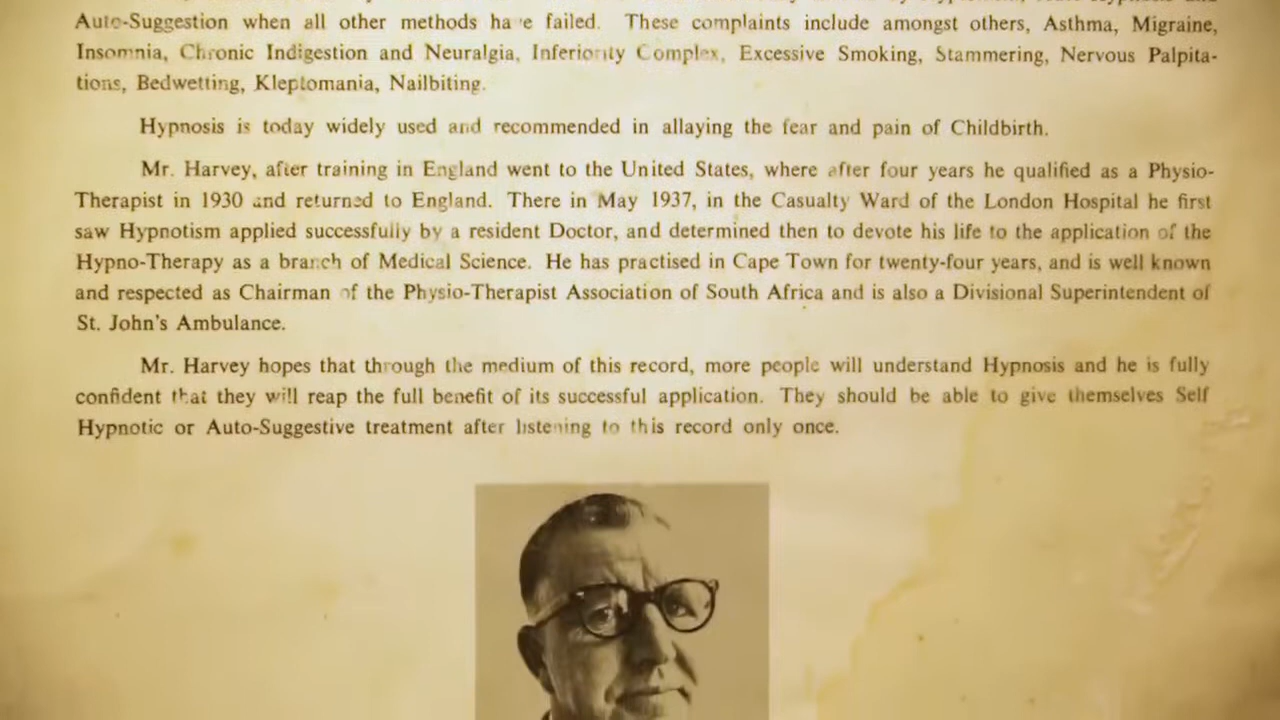 Auto-Suggestion when all other methods have failed. These complaints include amongst others, Asthma, Migraine,
Insomnia, Chronic Indigestion and Neuralgia, Inferiority Complex, Excessive Smoking, Stammering, Nervous Palpita-
tions, Bedwetting, Kleptomania, Nailbiting.
Hypnosis is today widely used and recommended in allaying the fear and pain of Childbirth.
Mr. Harvey, after training in England went to the United States, where after four years he qualified as a Physio-
Therapist in 1930 and returned to England. There in May 1937, in the Casualty Ward of the London Hospital he first
saw Hypnotism applied successfully by a resident Doctor, and determined then to devote his life to the application of the
Hypno-Therapy as a branch of Medical Science. He has practised in Cape Town for twenty-four years, and is well known
and respected as Chairman of the Physio-Therapist Association of South Africa and is also a Divisional Superintendent of
St. John's Ambulance.
Mr. Harvey hopes that through the medium of this record, more people will understand Hypnosis and he is fully
confident that they will reap the full benefit of its successful application. They should be able to give themselves Self
Hypnotic or Auto-Suggestive treatment after listening to this record only once.